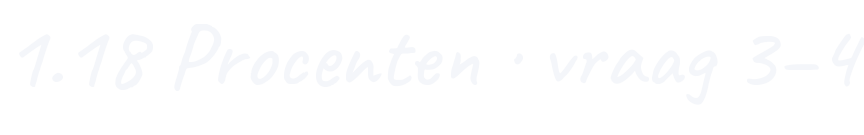 1.18 Procenten · vraag 3–4